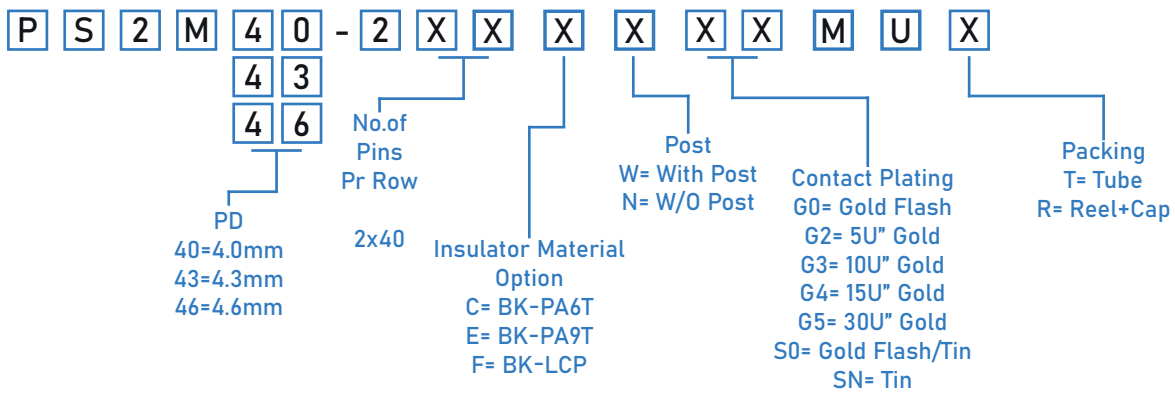 P S 2 M 4 0 - 2 X X X X X X M U X
4 3
4 6
PD
40=4.0mm
43=4.3mm
46=4.6mm
No.of
Pins
Pr Row
2x40
Insulator Material
Option
C= BK-PA6T
E= BK-PA9T
F= BK-LCP
Post
W= With Post
N= W/O Post
Contact Plating
G0= Gold Flash
G2= 5U” Gold
G3= 10U” Gold
G4= 15U” Gold
G5= 30U” Gold
S0= Gold Flash/Tin
SN= Tin
Packing
T= Tube
R= Reel+Cap